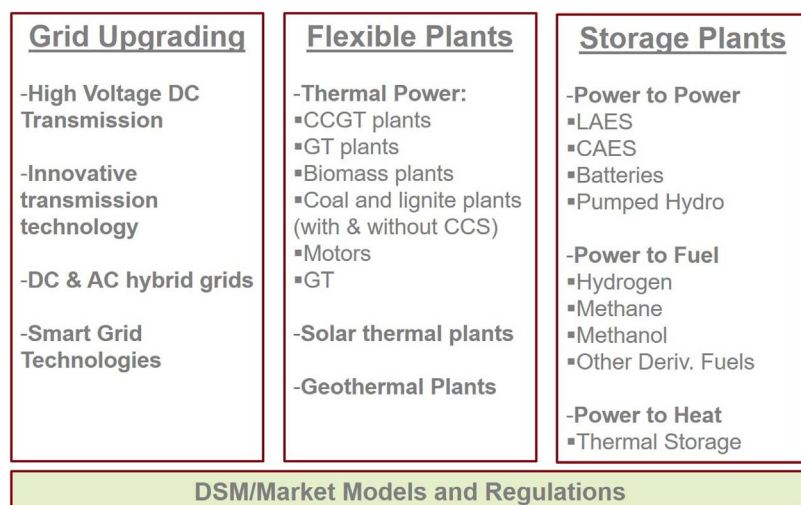 Grid Upgrading
-High Voltage DC
Transmission
-Innovative
transmission
technology
-DC & AC hybrid grids
-Smart Grid
Technologies
Flexible Plants
-Thermal Power:
▪CCGT plants
▪GT plants
▪Biomass plants
▪Coal and lignite plants
(with & without CCS)
▪Motors
▪GT
-Solar thermal plants
-Geothermal Plants
Storage Plants
-Power to Power
▪LAES
▪CAES
▪Batteries
▪Pumped Hydro
-Power to Fuel
▪Hydrogen
▪Methane
▪Methanol
▪Other Deriv. Fuels
-Power to Heat
▪Thermal Storage
DSM/Market Models and Regulations